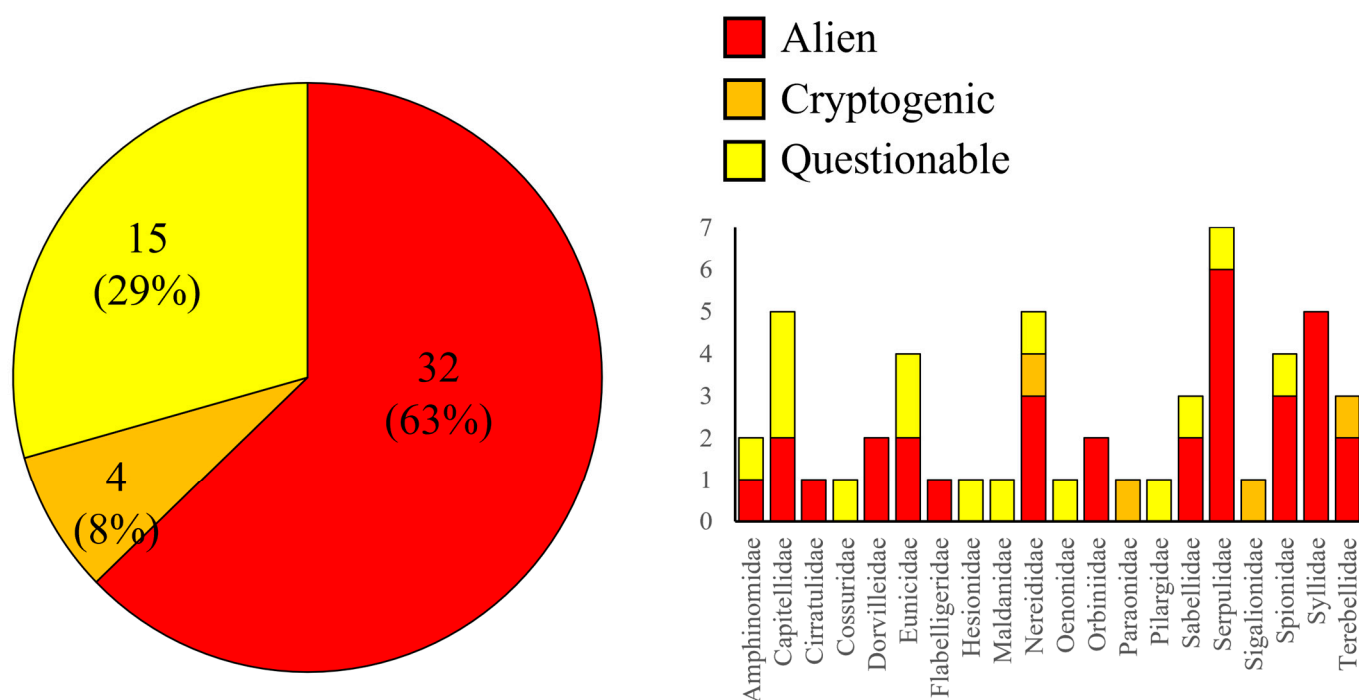 Alien
Cryptogenic
Questionable
15
(29%)
32
(63%)
4
(8%)
7
6
5
4
3
2
1
0
Amphinomidae
Capitellidae
Cirratulidae
Cossuridae
Dorvilleidae
Eunicidae
Flabelligeridae
Hesionidae
Maldanidae
Nereididae
Oenonidae
Orbiniidae
Paraonidae
Pilargidae
Sabellidae
Serpulidae
Sigalionidae
Spionidae
Syllidae
Terebellidae